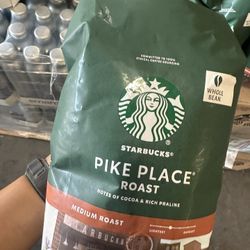 COMMITTED TO 100%
ETHICAL COFFEE SOURCING
WHOLE
BEAN
STARBUCKS®
PIKE PLACE®
ROAST
NOTES OF COCOA & RICH PRALINE
MEDIUM ROAST